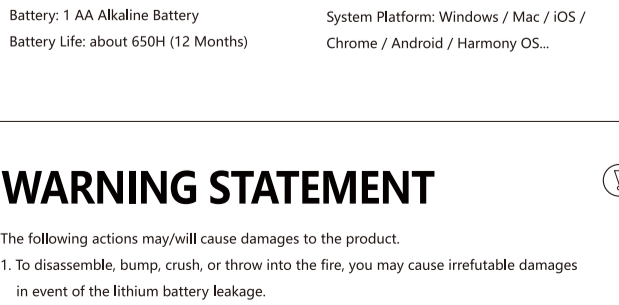 Battery: 1 AA Alkaline Battery
Battery Life: about 650H (12 Months)
System Platform: Windows / Mac / iOS /
Chrome / Android / Harmony OS...
WARNING STATEMENT
The following actions may/will cause damages to the product.
1. To disassemble, bump, crush, or throw into the fire, you may cause irrefutable damages
in event of the lithium battery leakage.